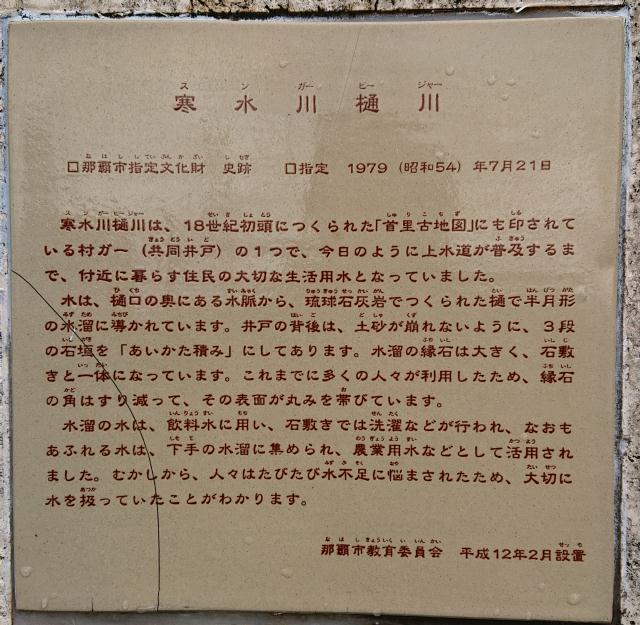 寒水川樋川
□那覇市指定文化財 史跡 □指定 1979 (昭和54) 年7月21日
寒水川樋川は、18世紀初頭につくられた「首里古地図」にも印されて
いる村ガー (共同井戸) の1つで、今日のように上水道が普及するま
で、付近に暮らす住民の大切な生活用水となっていました。
水は、樋口の奥にある水脈から、琉球石灰岩でつくられた樋で半月形
の水溜に導かれています。井戸の背後は、土砂が崩れないように、3段
の石垣を「あいかた積み」にしてあります。水溜の縁石は大きく、石敷
きと一体になっています。これまでに多くの人々が利用したため、縁石
の角はすり減って、その表面が丸みを帯びています。
水溜の水は、飲料水に用い、石敷きでは洗濯などが行われ、なおも
あふれる水は、下手の水溜に集められ、農業用水などとして活用され
ました。むかしから、人々はたびたび水不足に悩まされたため、大切に
水を扱っていたことがわかります。
那覇市教育委員会 平成12年2月設置